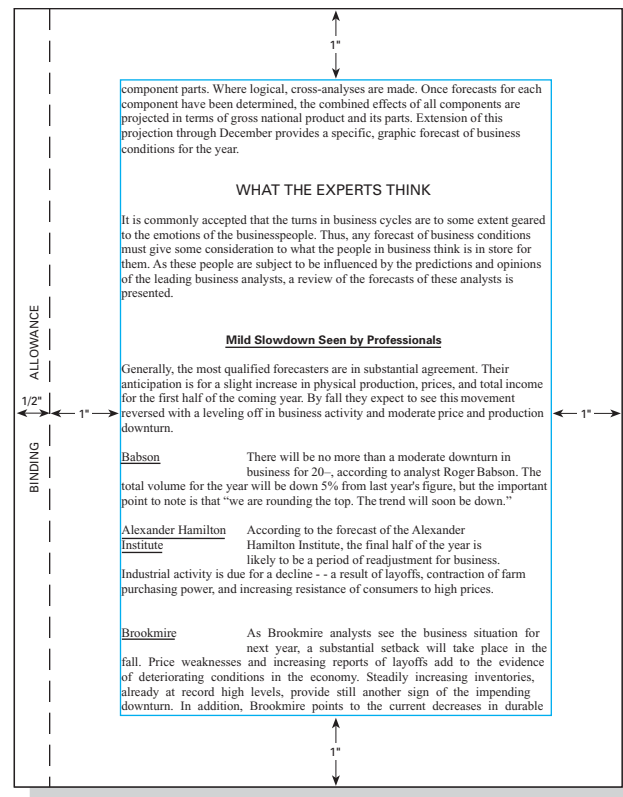 1"
component parts. Where logical, cross-analyses are made. Once forecasts for each
component have been determined, the combined effects of all components are
projected in terms of gross national product and its parts. Extension of this
projection through December provides a specific, graphic forecast of business
conditions for the year.
WHAT THE EXPERTS THINK
It is commonly accepted that the turns in business cycles are to some extent geared
to the emotions of the businesspeople. Thus, any forecast of business conditions
must give some consideration to what the people in business think is in store for
them. As these people are subject to be influenced by the predictions and opinions
of the leading business analysts, a review of the forecasts of these analysts is
presented.
Mild Slowdown Seen by Professionals
Generally, the most qualified forecasters are in substantial agreement. Their
anticipation is for a slight increase in physical production, prices, and total income
for the first half of the coming year. By fall they expect to see this movement
reversed with a leveling off in business activity and moderate price and production
downturn.
ALLOWANCE
1/2"
1"
1"
BINDING
Babson There will be no more than a moderate downturn in
business for 20–, according to analyst Roger Babson. The
total volume for the year will be down 5% from last year's figure, but the important
point to note is that “we are rounding the top. The trend will soon be down.”
Alexander Hamilton According to the forecast of the Alexander
Institute Hamilton Institute, the final half of the year is
likely to be a period of readjustment for business.
Industrial activity is due for a decline - - a result of layoffs, contraction of farm
purchasing power, and increasing resistance of consumers to high prices.
Brookmire As Brookmire analysts see the business situation for
next year, a substantial setback will take place in the
fall. Price weaknesses and increasing reports of layoffs add to the evidence
of deteriorating conditions in the economy. Steadily increasing inventories,
already at record high levels, provide still another sign of the impending
downturn. In addition, Brookmire points to the current decreases in durable
1"